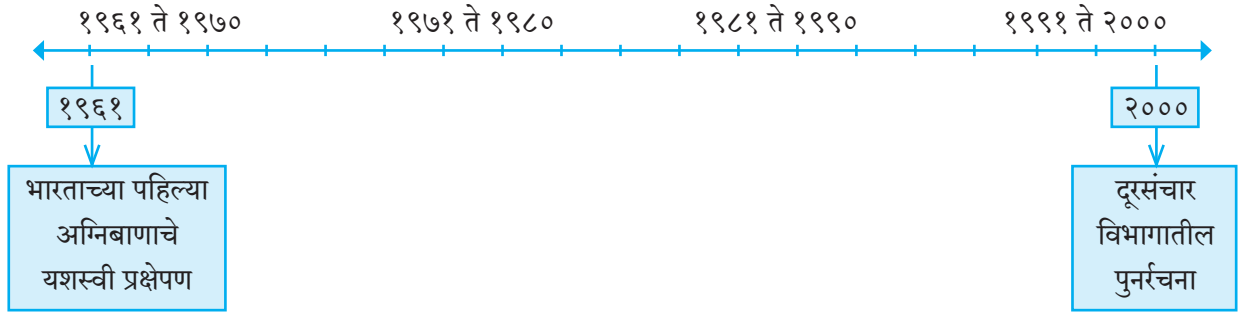 १९६१ ते १९७० १९७१ ते १९८० १९८१ ते १९९० १९९१ ते २०००
१९६१
भारताच्या पहिल्या
अग्निबाणाचे
यशस्वी प्रक्षेपण
२०००
दूरसंचार
विभागातील
पुनर्रचना